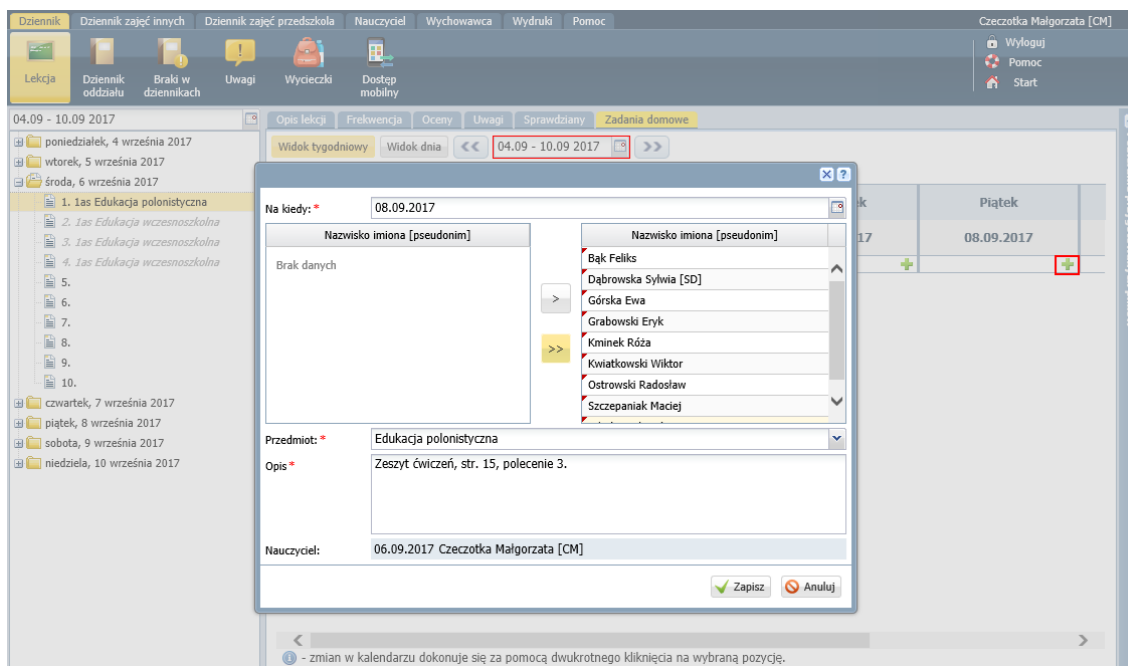 Dziennik Dziennik zajęć innych Dziennik zajęć przedszkola Nauczyciel Wychowawca Wydruki Pomoc Czeczotka Małgorzata [CM]
Lekcja
Dziennik oddziału
Braki w dziennikach
Uwagi
Wycieczki
Dostęp mobilny
Wyloguj
Pomoc
Start
04.09 - 10.09 2017
poniedziałek, 4 września 2017
wtorek, 5 września 2017
środa, 6 września 2017
1. 1as Edukacja polonistyczna
2. 1as Edukacja wczesnoszkolna
3. 1as Edukacja wczesnoszkolna
4. 1as Edukacja wczesnoszkolna
5.
6.
7.
8.
9.
10.
czwartek, 7 września 2017
piątek, 8 września 2017
sobota, 9 września 2017
niedziela, 10 września 2017
Opis lekcji Frekwencja Oceny Uwagi Sprawdziany Zadania domowe
Widok tygodniowy Widok dnia << 04.09 - 10.09 2017 >>
ek Piątek
17 08.09.2017
Na kiedy: * 08.09.2017
Nazwisko imiona [pseudonim]
Brak danych
>
>>
Nazwisko imiona [pseudonim]
Bąk Feliks
Dąbrowska Sylwia [SD]
Górska Ewa
Grabowski Eryk
Kminek Róża
Kwiatkowski Wiktor
Ostrowski Radosław
Szczepaniak Maciej
Przedmiot: * Edukacja polonistyczna
Opis * Zeszyt ćwiczeń, str. 15, polecenie 3.
Nauczyciel: 06.09.2017 Czeczotka Małgorzata [CM]
Zapisz Anuluj
- zmian w kalendarzu dokonuje się za pomocą dwukrotnego kliknięcia na wybraną pozycję.